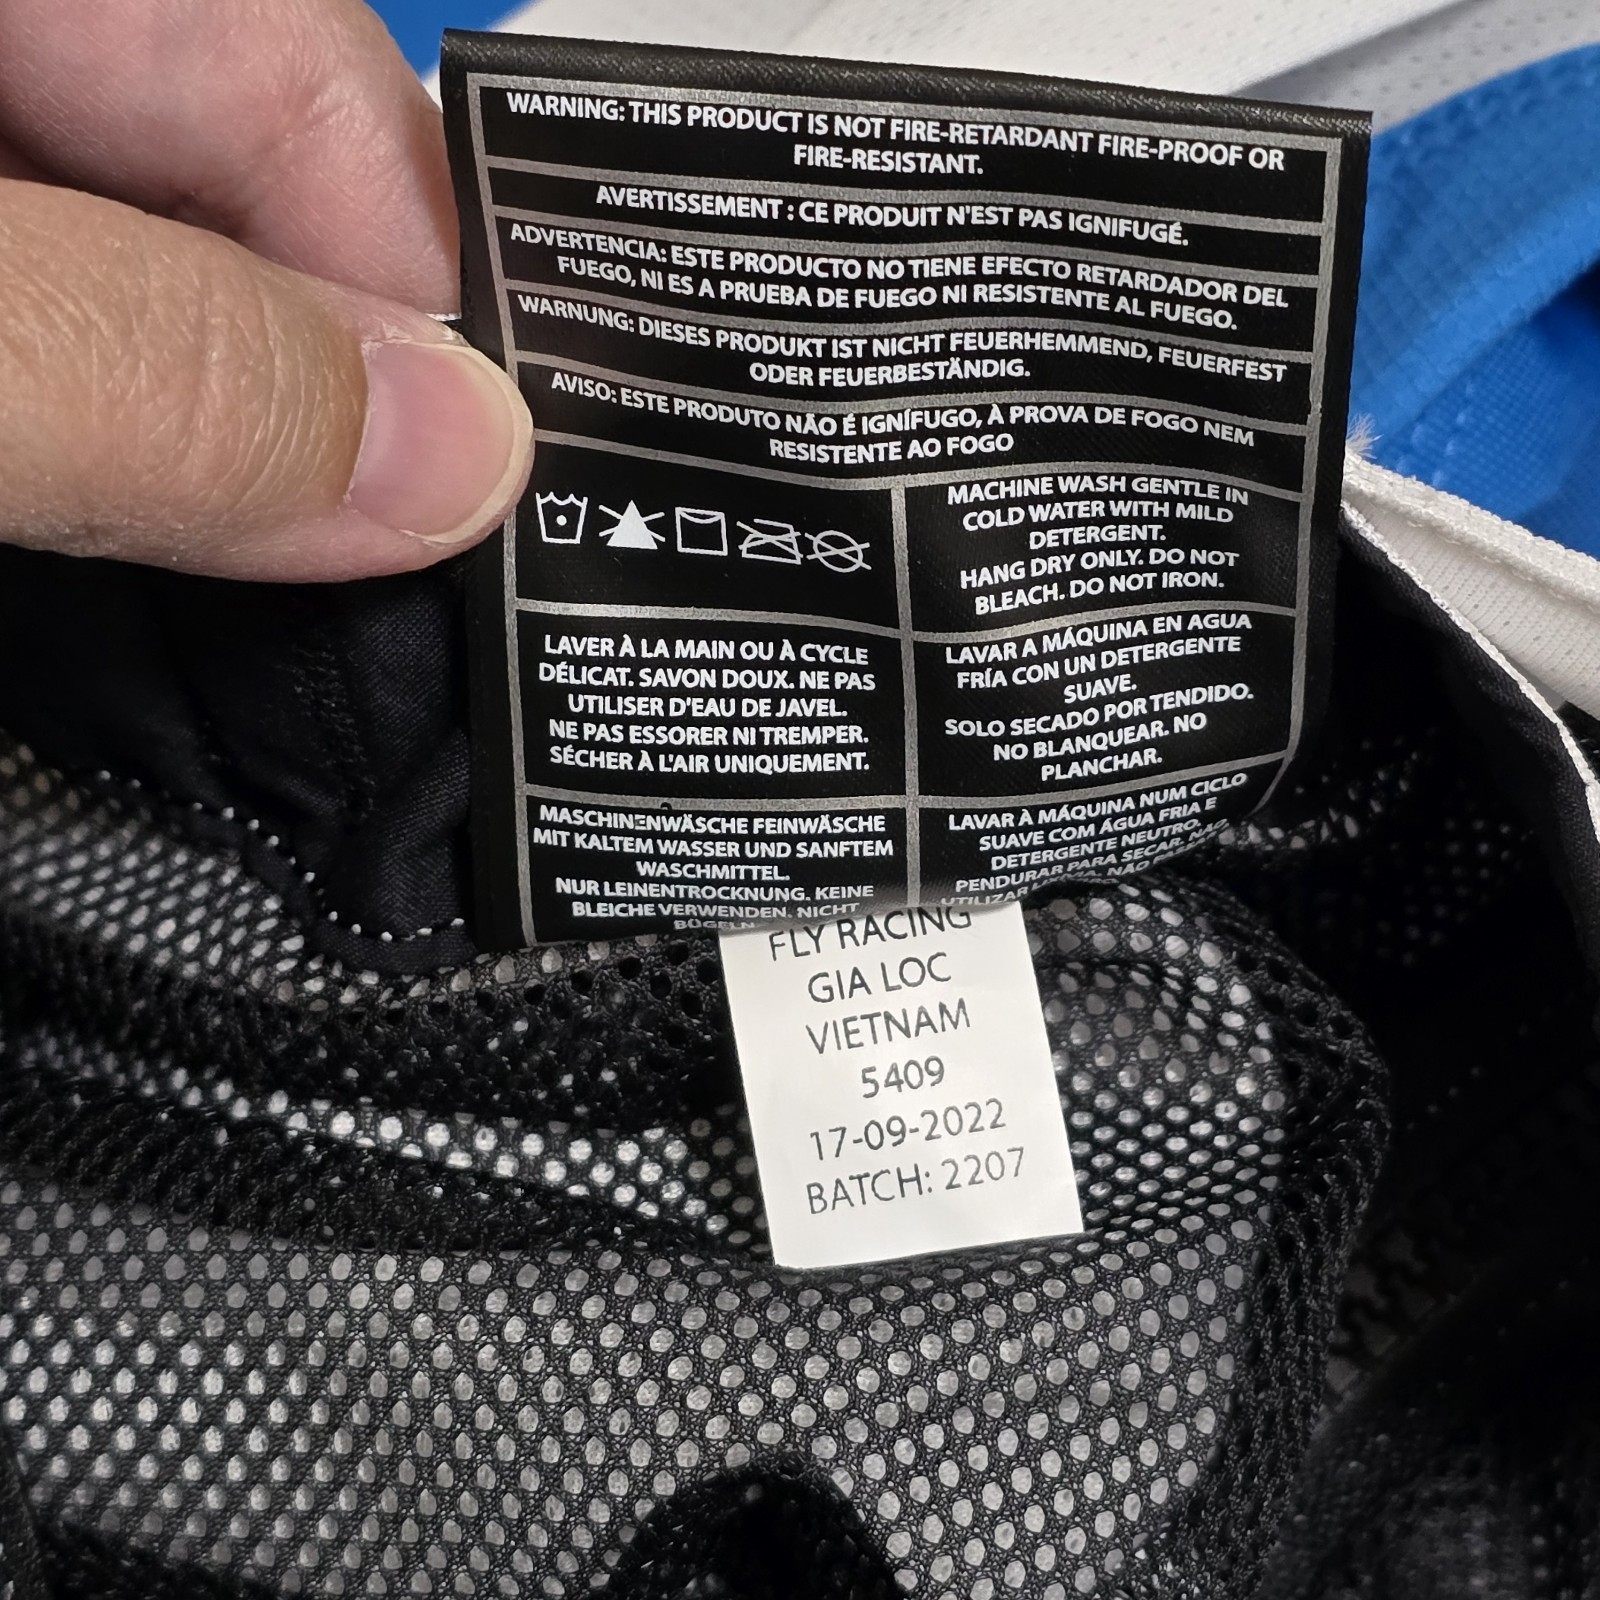 WARNING: THIS PRODUCT IS NOT FIRE-RETARDANT FIRE-PROOF OR
FIRE-RESISTANT.
AVERTISSEMENT : CE PRODUIT N'EST PAS IGNIFUGÉ.
ADVERTENCIA: ESTE PRODUCTO NO TIENE EFECTO RETARDADOR DEL
FUEGO, NI ES A PRUEBA DE FUEGO NI RESISTENTE AL FUEGO.
WARNUNG: DIESES PRODUKT IST NICHT FEUERHEMMEND, FEUERFEST
ODER FEUERBESTÄNDIG.
AVISO: ESTE PRODUTO NÃO É IGNÍFUGO, À PROVA DE FOGO NEM
RESISTENTE AO FOGO
MACHINE WASH GENTLE IN
COLD WATER WITH MILD
DETERGENT.
HANG DRY ONLY. DO NOT
BLEACH. DO NOT IRON.
LAVER À LA MAIN OU À CYCLE
DÉLICAT. SAVON DOUX. NE PAS
UTILISER D'EAU DE JAVEL.
NE PAS ESSORER NI TREMPER.
SÉCHER À L'AIR UNIQUEMENT.
LAVAR A MÁQUINA EN AGUA
FRÍA CON UN DETERGENTE
SUAVE.
SOLO SECADO POR TENDIDO.
NO BLANQUEAR. NO
PLANCHAR.
MASCHINENWÄSCHE FEINWÄSCHE
MIT KALTEM WASSER UND SANFTEM
WASCHMITTEL.
NUR LEINENTROCKNUNG. KEINE
BLEICHE VERWENDEN. NICHT
BÜGELN
LAVAR À MÁQUINA NUM CICLO
SUAVE COM ÁGUA FRIA E
DETERGENTE NEUTRO.
PENDURAR PARA SECAR. NÃO
UTILIZAR LIXÍVIA. NÃO
FLY RACING
GIA LOC
VIETNAM
5409
17-09-2022
BATCH: 2207